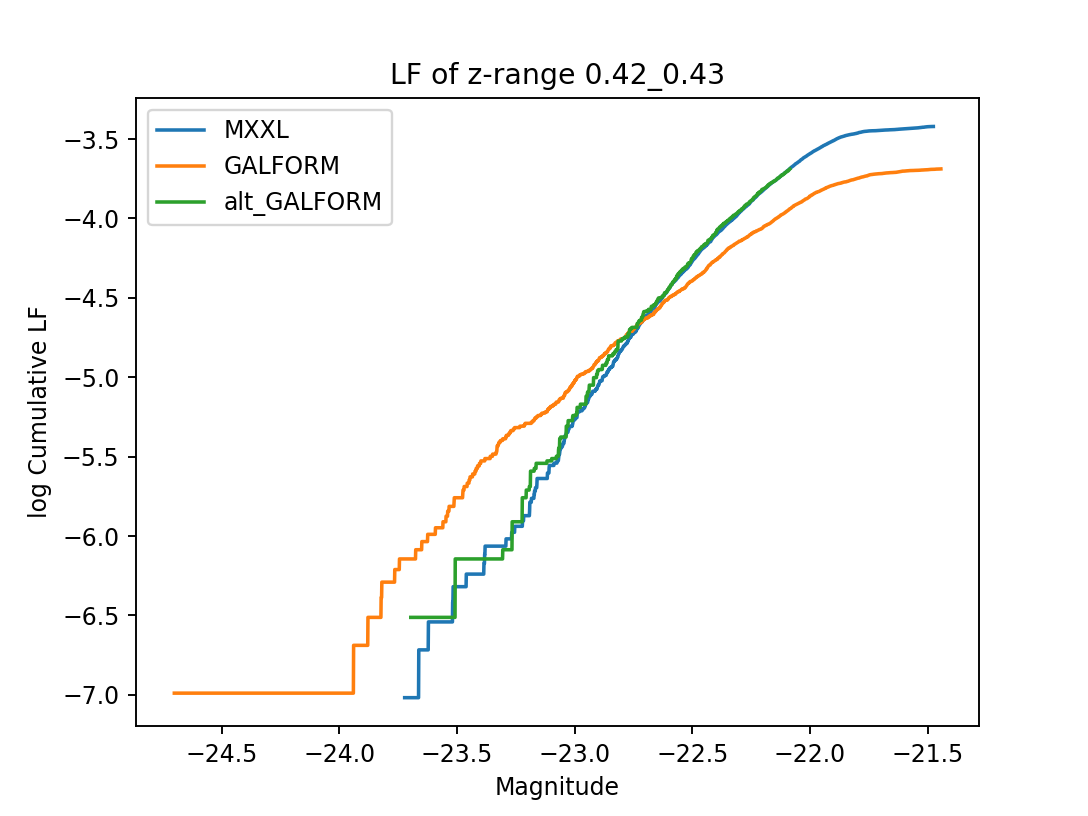 LF of z-range 0.42_0.43
MXXL
GALFORM
alt_GALFORM
−3.5
−4.0
−4.5
−5.0
−5.5
−6.0
−6.5
−7.0
log Cumulative LF
−24.5 −24.0 −23.5 −23.0 −22.5 −22.0 −21.5
Magnitude